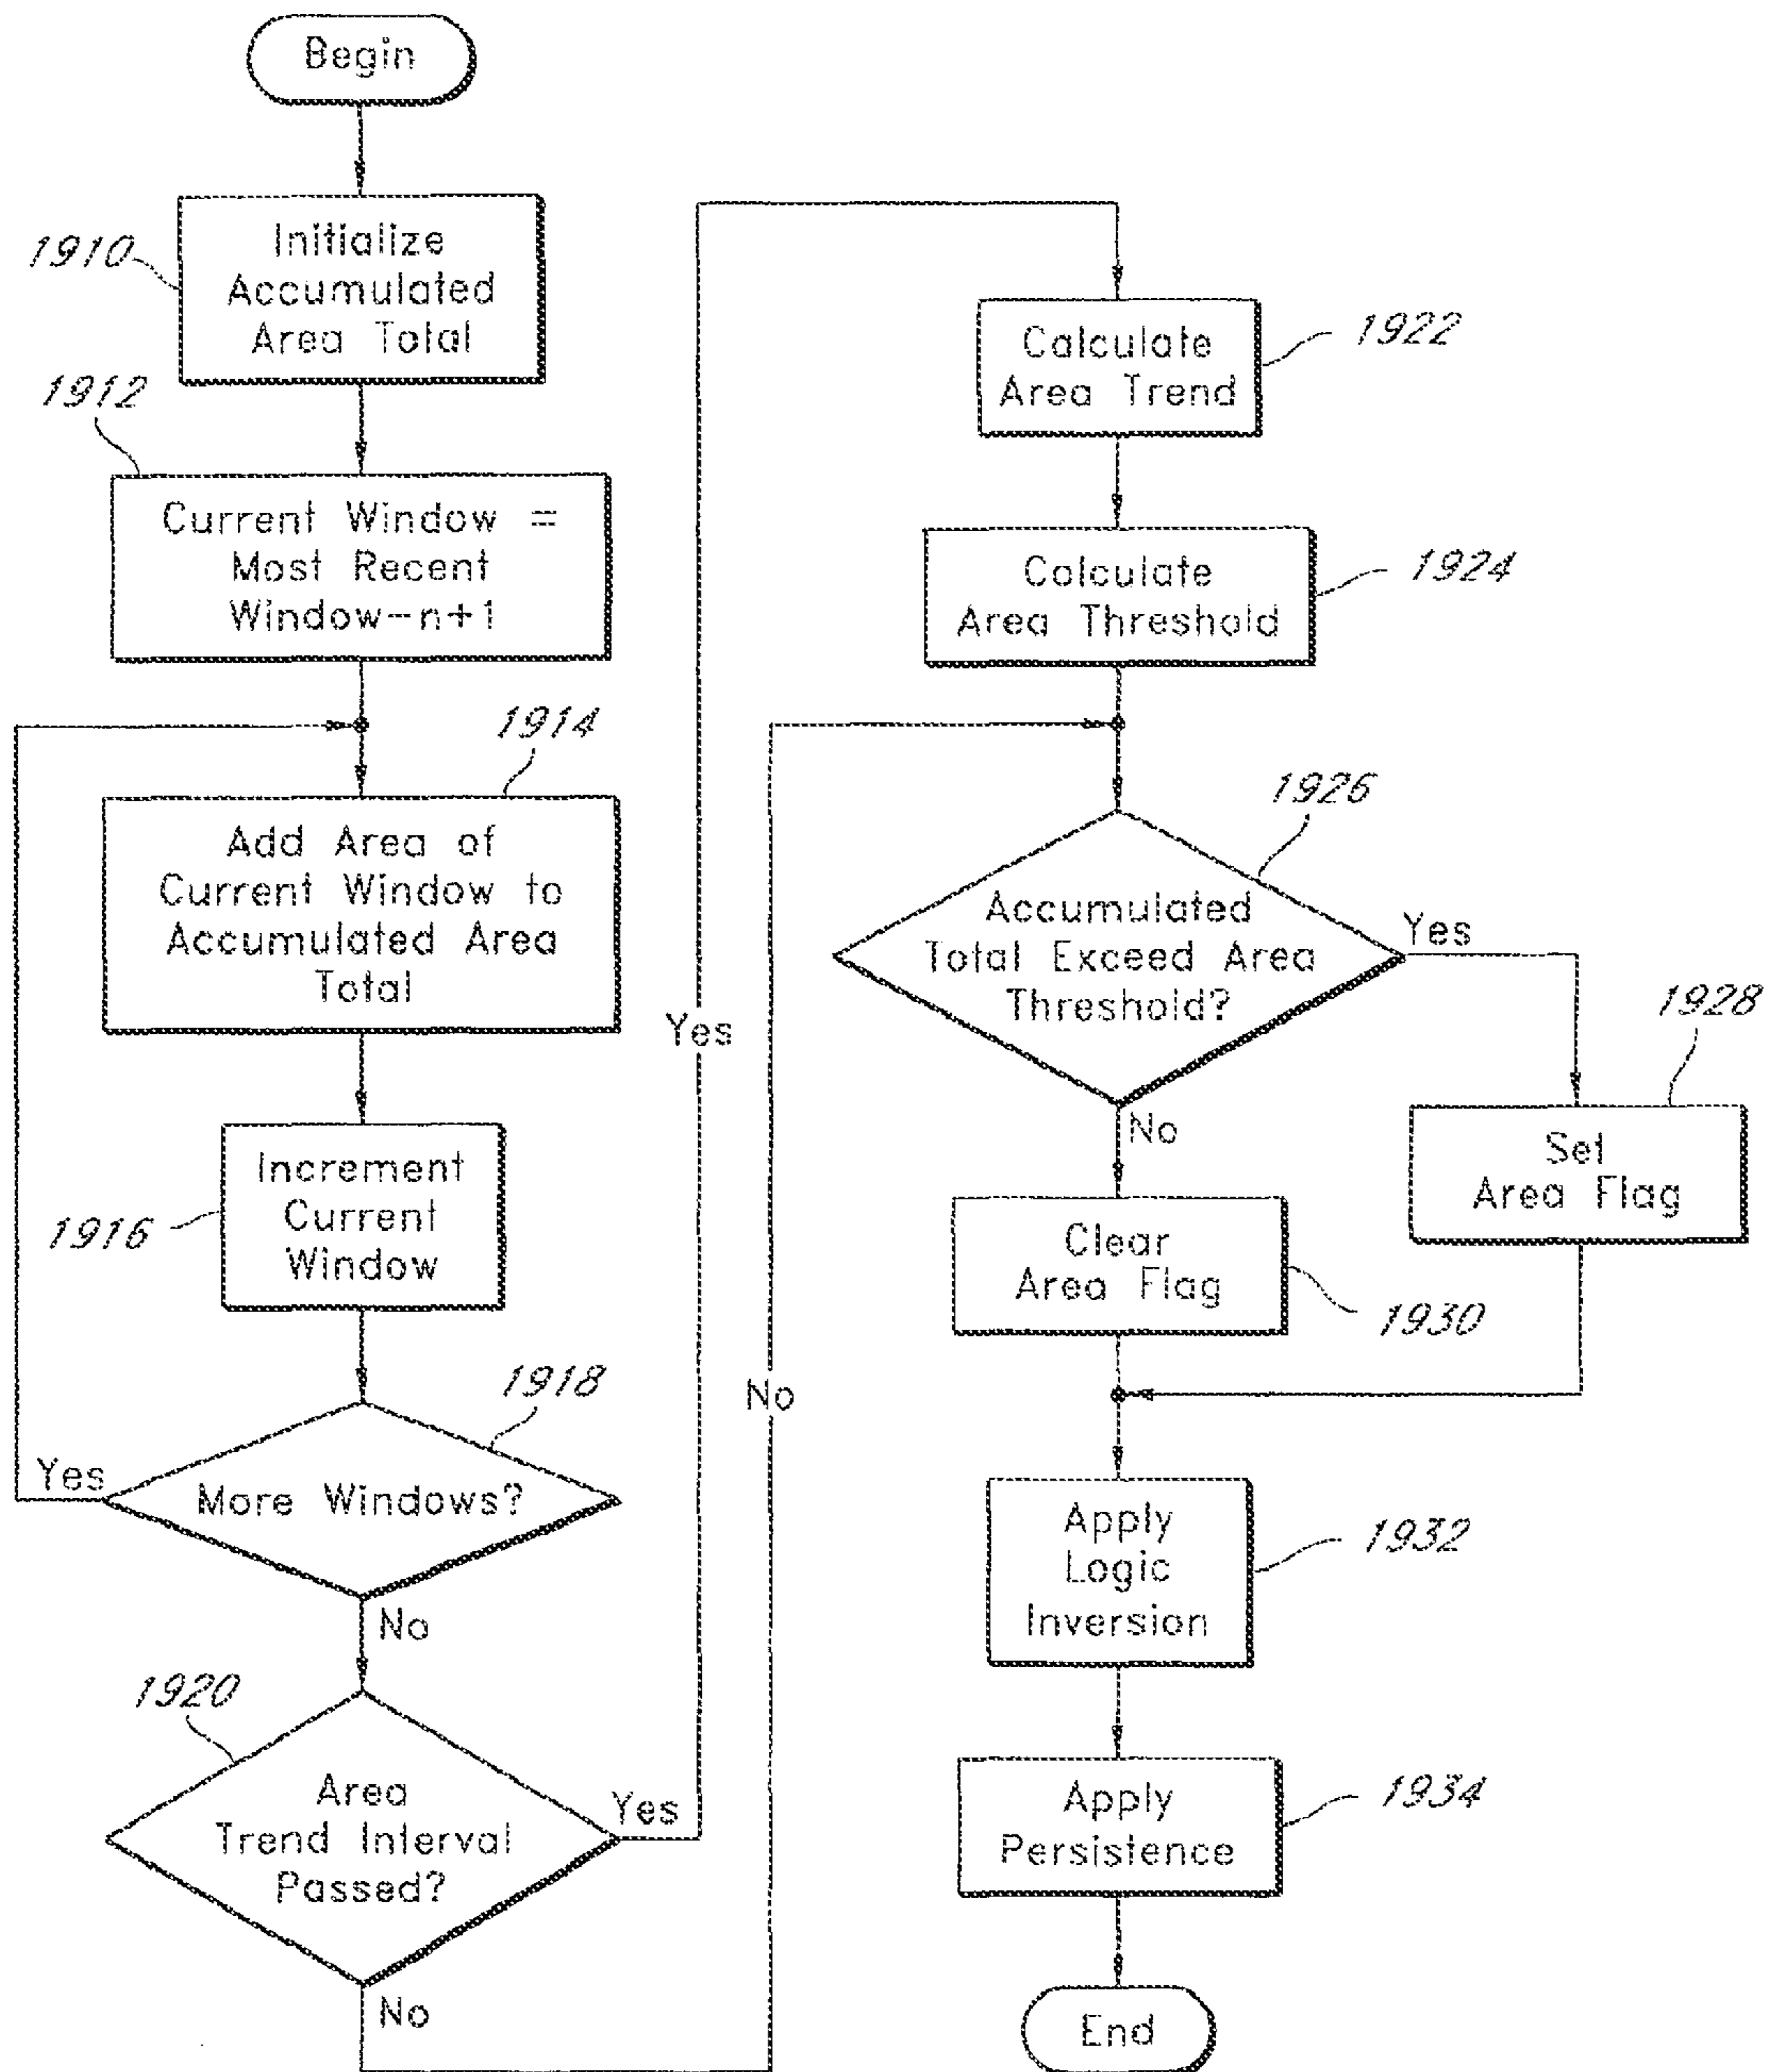 Begin
1910
Initialize
Accumulated
Area Total
1912
Current Window =
Most Recent
Window-n+1
1914
Add Area of
Current Window to
Accumulated Area
Total
1916
Increment
Current
Window
1918
More Windows?
Yes
No
1920
Area
Trend Interval
Passed?
Yes
No
Yes
No
1922
Calculate
Area Trend
1924
Calculate
Area Threshold
1926
Accumulated
Total Exceed Area
Threshold?
Yes
No
1928
Set
Area Flag
Clear
Area Flag
1930
Apply
Logic
Inversion
1932
Apply
Persistence
1934
End